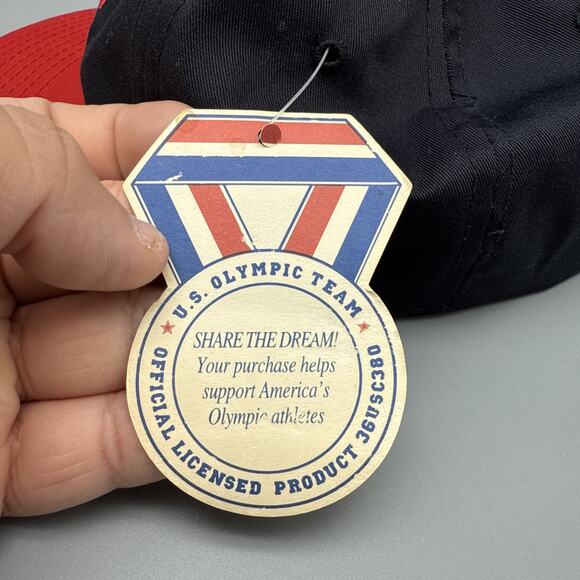 U.S. OLYMPIC TEAM
SHARE THE DREAM!
Your purchase helps
support America's
Olympic athletes
OFFICIAL LICENSED PRODUCT 36USC380